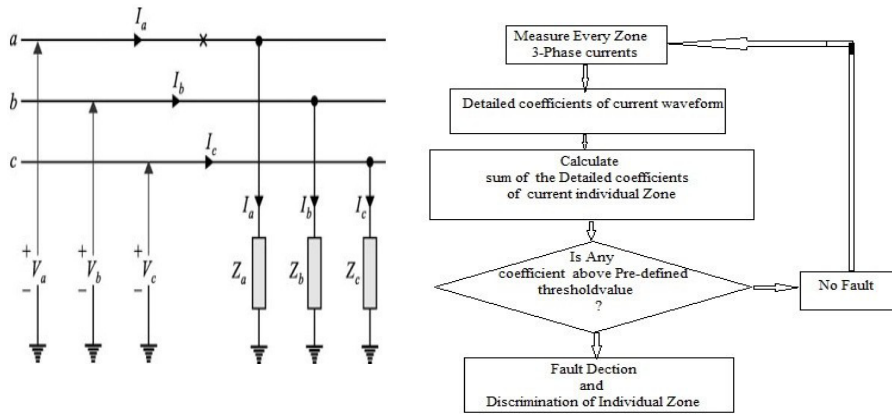 a
I_a
b
I_b
c
I_c
I_a
I_b
I_c
+
V_a
−
+
V_b
−
+
V_c
−
Z_a
Z_b
Z_c
Measure Every Zone
3-Phase currents
Detailed coefficients of current waveform
Calculate
sum of the Detailed coefficients
of current individual Zone
Is Any
coefficient above Pre-defined
thresholdvalue
?
No Fault
Fault Dection
and
Discrimination of Individual Zone